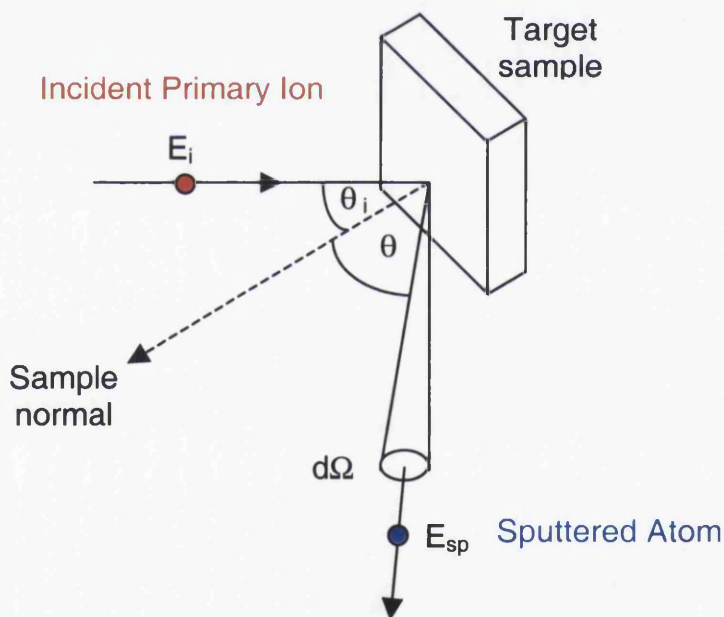 Target
sample
Incident Primary Ion
Eᵢ
θᵢ
θ
Sample
normal
dΩ
Eₛₚ Sputtered Atom